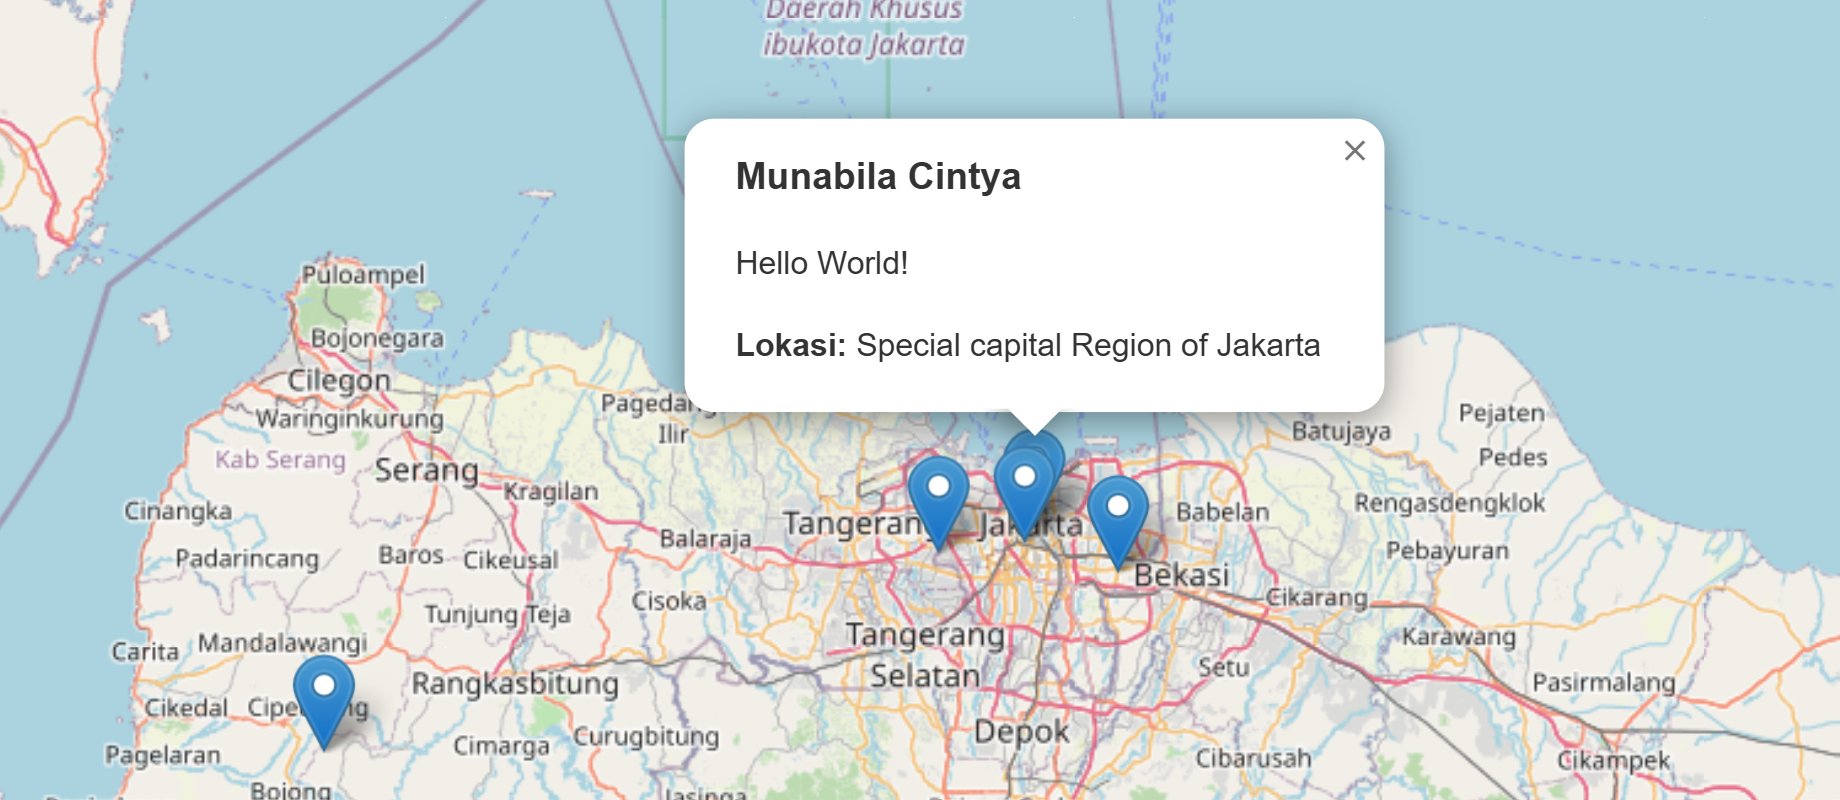 Daerah Khusus
ibukota Jakarta
Munabila Cintya
Hello World!
Lokasi: Special capital Region of Jakarta
Puloampel
Bojonegara
Cilegon
Waringinkurung
Kab Serang
Serang
Kragilan
Cinangka
Padarincang
Baros
Cikeusal
Balaraja
Tunjung Teja
Cisoka
Carita
Mandalawangi
Rangkasbitung
Cikedal
Pagelaran
Cimarga
Curugbitung
Bojong
Jasinga
Ilir
Tangerang
Jakarta
Bekasi
Tangerang
Selatan
Depok
Setu
Cibarusah
Babelan
Cikarang
Batujaya
Pejaten
Pedes
Rengasdengklok
Pebayuran
Karawang
Pasirmalang
Cikampek